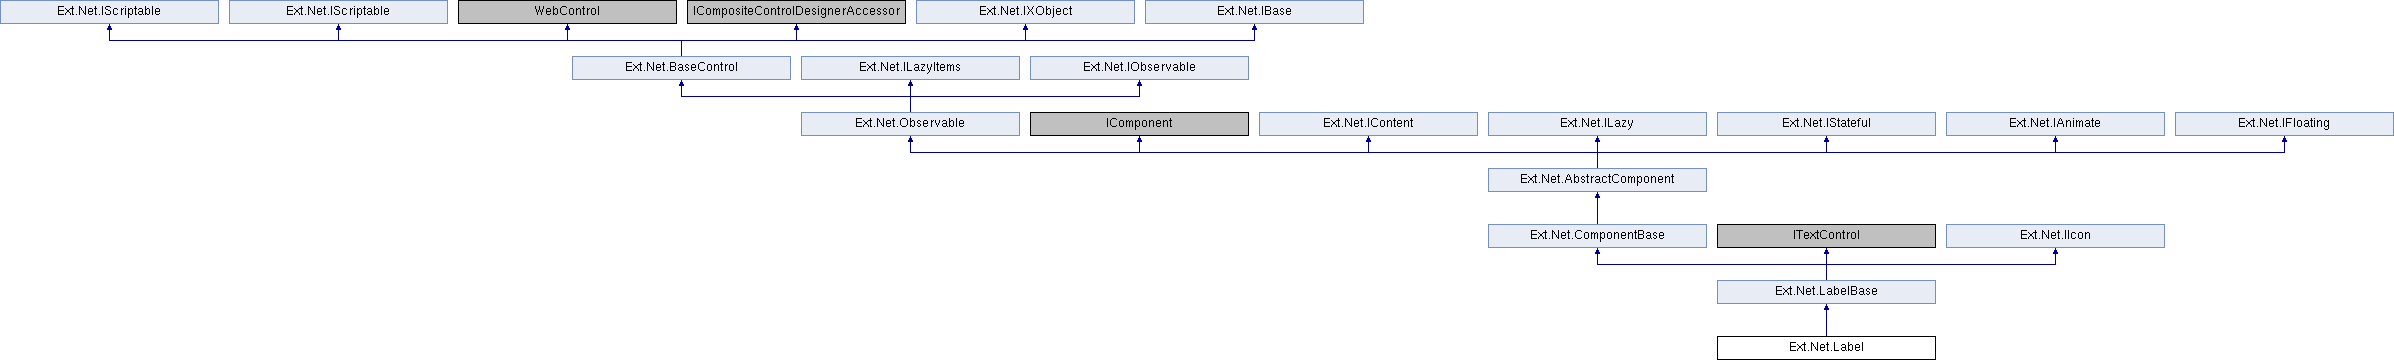 Ext.Net.IScriptable
Ext.Net.IScriptable
WebControl
ICompositeControlDesignerAccessor
Ext.Net.IXObject
Ext.Net.IBase
Ext.Net.BaseControl
Ext.Net.ILazyItems
Ext.Net.IObservable
Ext.Net.Observable
IComponent
Ext.Net.IContent
Ext.Net.ILazy
Ext.Net.IStateful
Ext.Net.IAnimate
Ext.Net.IFloating
Ext.Net.AbstractComponent
Ext.Net.ComponentBase
ITextControl
Ext.Net.IIcon
Ext.Net.LabelBase
Ext.Net.Label